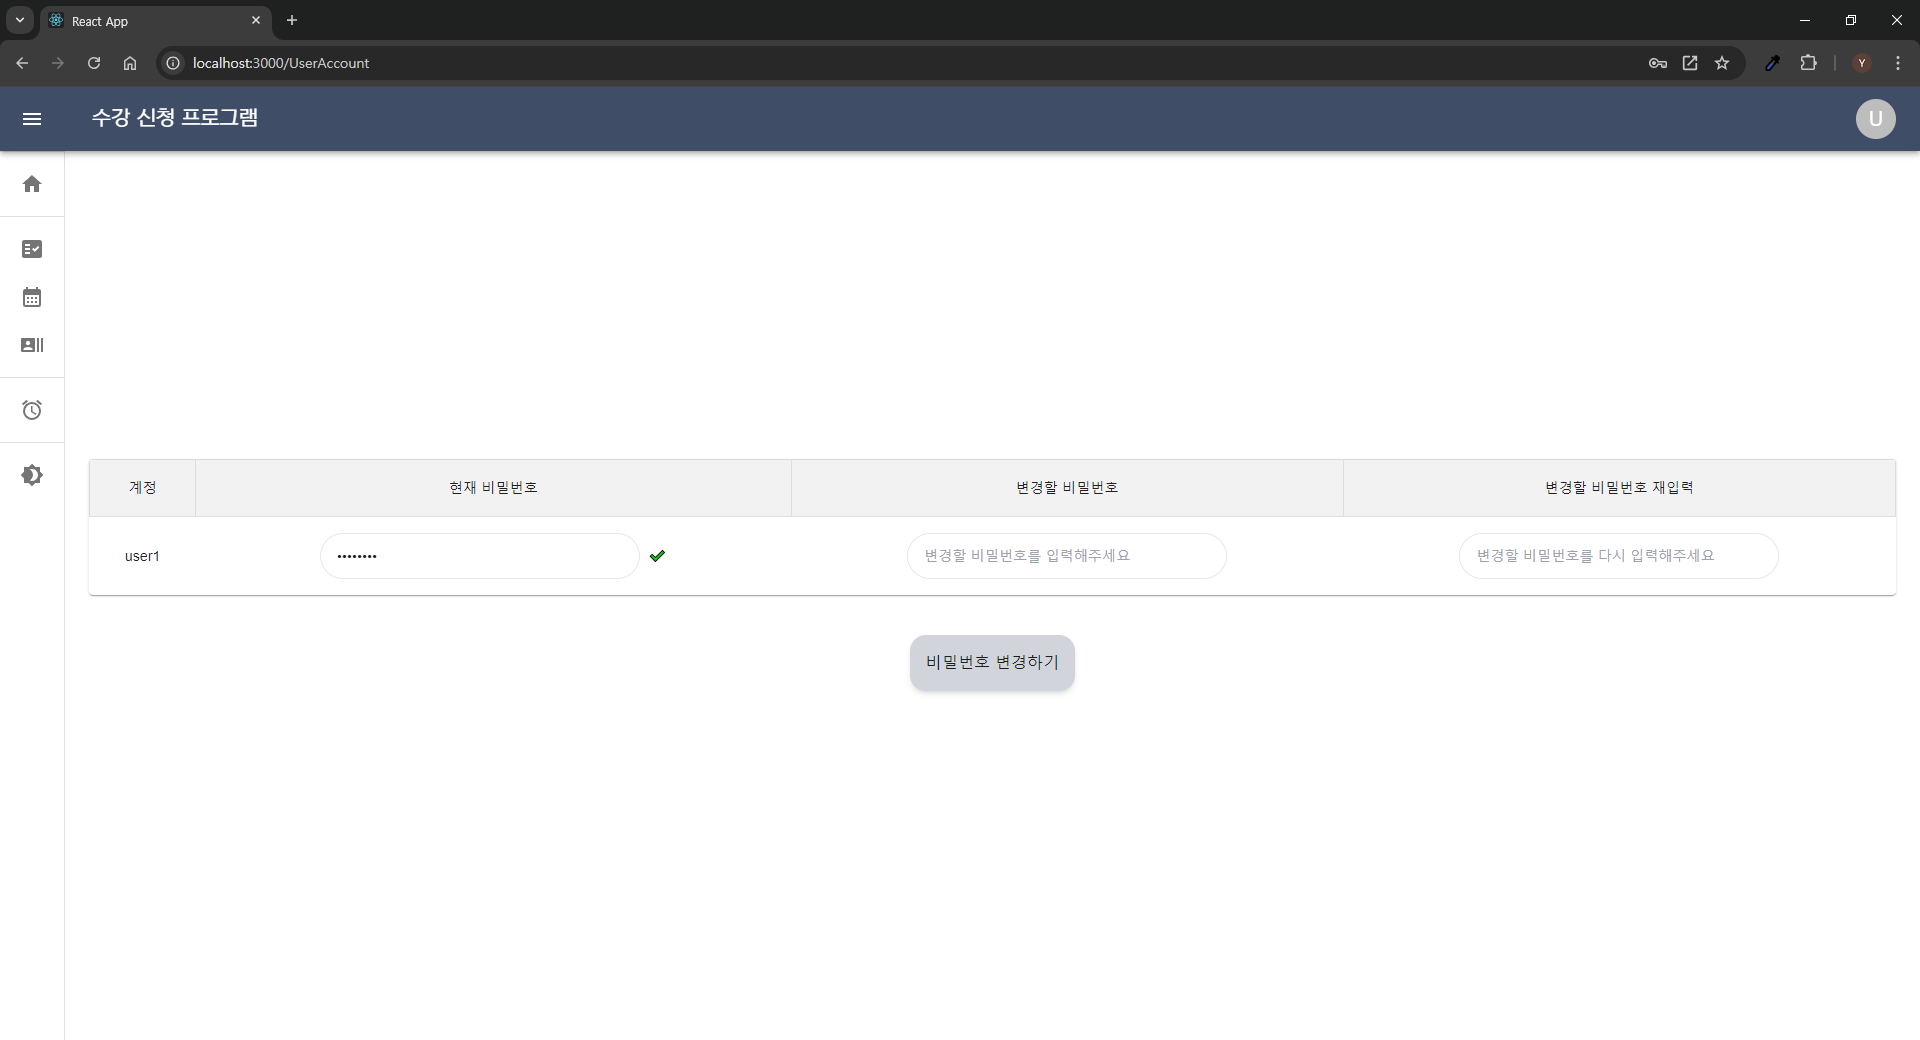 React App
localhost:3000/UserAccount
Y
수강 신청 프로그램
U
계정
현재 비밀번호
변경할 비밀번호
변경할 비밀번호 재입력
user1
••••••••
변경할 비밀번호를 입력해주세요
변경할 비밀번호를 다시 입력해주세요
비밀번호 변경하기